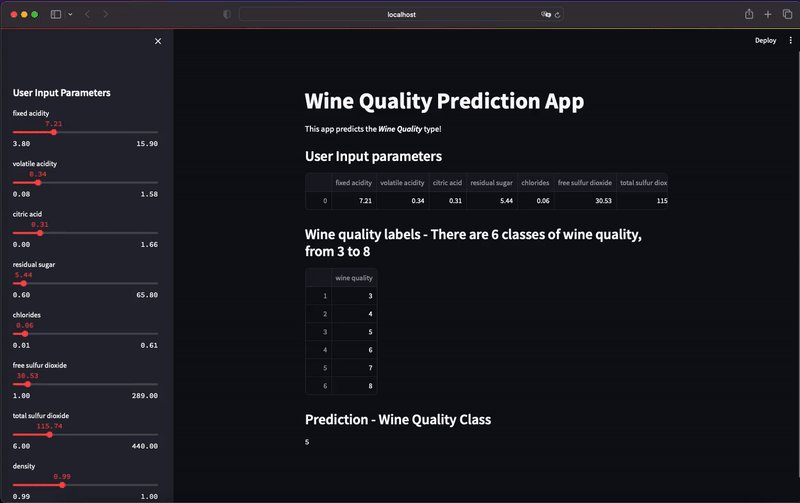 localhost
Deploy
User Input Parameters
fixed acidity
7.21
3.80 15.90
volatile acidity
0.34
0.08 1.58
citric acid
0.31
0.00 1.66
residual sugar
5.44
0.60 65.80
chlorides
0.06
0.01 0.61
free sulfur dioxide
30.53
1.00 289.00
total sulfur dioxide
115.74
6.00 440.00
density
0.99
0.99 1.00
Wine Quality Prediction App
This app predicts the Wine Quality type!
User Input parameters
fixed acidity volatile acidity citric acid residual sugar chlorides free sulfur dioxide total sulfur diox
0 7.21 0.34 0.31 5.44 0.06 30.53 115
Wine quality labels - There are 6 classes of wine quality,
from 3 to 8
wine quality
1 3
2 4
3 5
4 6
5 7
6 8
Prediction - Wine Quality Class
5